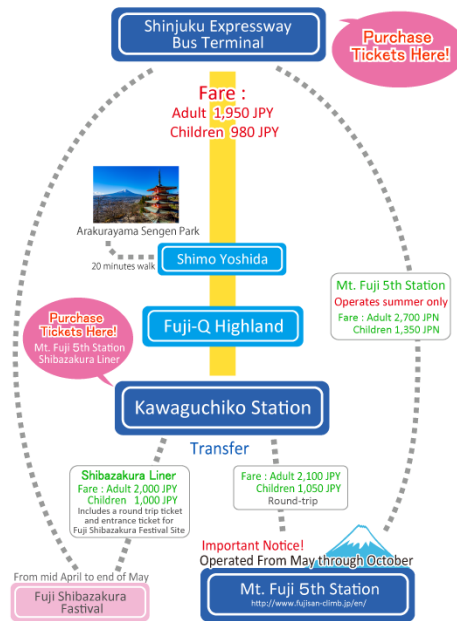 Shinjuku Expressway
Bus Terminal
Purchase
Tickets Here!
Fare :
Adult 1,950 JPY
Children 980 JPY
Arakurayama Sengen Park
20 minutes walk
Shimo Yoshida
Mt. Fuji 5th Station
Operates summer only
Fare : Adult 2,700 JPN
Children 1,350 JPN
Purchase
Tickets Here!
Mt. Fuji 5th Station
Shibazakura Liner
Fuji-Q Highland
Kawaguchiko Station
Transfer
Shibazakura Liner
Fare : Adult 2,000 JPY
Children 1,000 JPY
Includes a round trip ticket
and entrance ticket for
Fuji Shibazakura Festival Site
Fare : Adult 2,100 JPY
Children 1,050 JPY
Round-trip
Important Notice!
Operated From May through October
From mid April to end of May
Fuji Shibazakura
Fastival
Mt. Fuji 5th Station
http://www.fujisan-climb.jp/en/